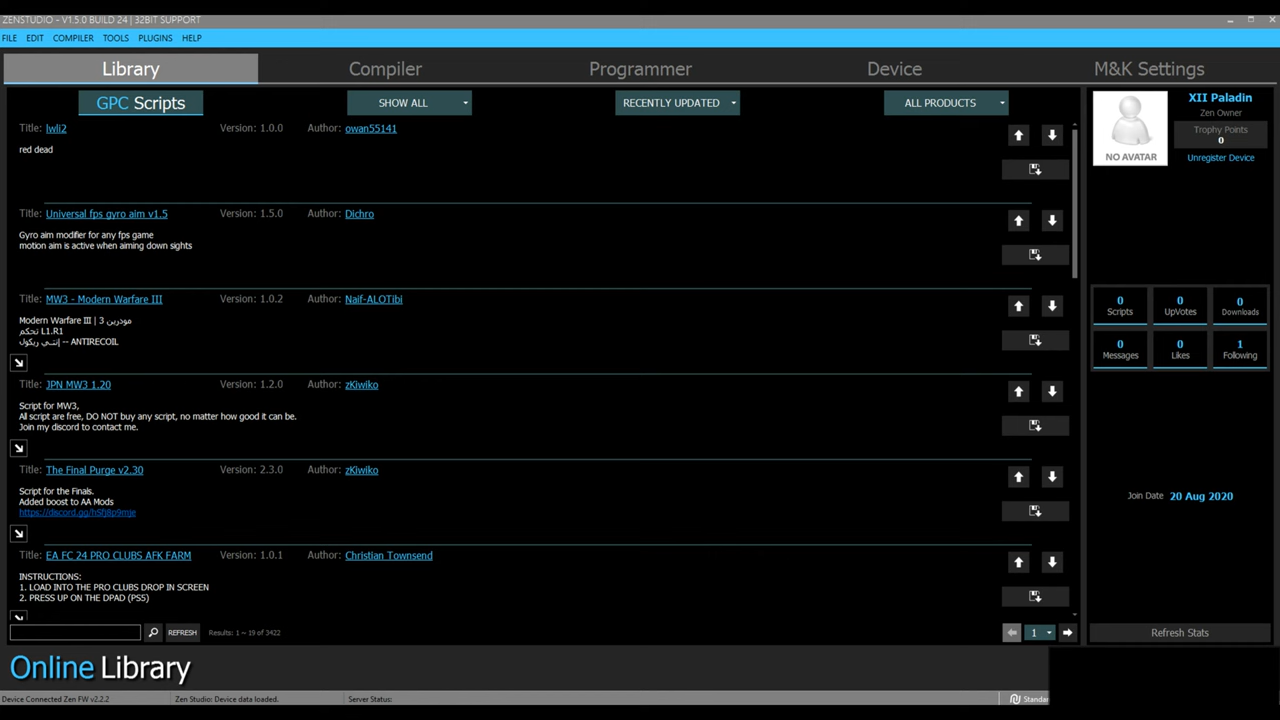 ZENSTUDIO - V1.5.0 BUILD 24 | 32BIT SUPPORT
FILE EDIT COMPILER TOOLS PLUGINS HELP
Library Compiler Programmer Device M&K Settings
GPC Scripts SHOW ALL RECENTLY UPDATED ALL PRODUCTS
Title: lwli2 Version: 1.0.0 Author: owan55141
red dead
Title: Universal fps gyro aim v1.5 Version: 1.5.0 Author: Dichro
Gyro aim modifier for any fps game
motion aim is active when aiming down sights
Title: MW3 - Modern Warfare III Version: 1.0.2 Author: Naif-ALOTibi
Modern Warfare III | 3 مودرين
تحكم L1.R1
إنتي ريكول -- ANTIRECOIL
Title: JPN MW3 1.20 Version: 1.2.0 Author: zKiwiko
Script for MW3,
All script are free, DO NOT buy any script, no matter how good it can be.
Join my discord to contact me.
Title: The Final Purge v2.30 Version: 2.3.0 Author: zKiwiko
Script for the Finals.
Added boost to AA Mods
https://discord.gg/hSfJ8p9mje
Title: EA FC 24 PRO CLUBS AFK FARM Version: 1.0.1 Author: Christian Townsend
INSTRUCTIONS:
1. LOAD INTO THE PRO CLUBS DROP IN SCREEN
2. PRESS UP ON THE DPAD (PS5)
REFRESH Results: 1 ~ 19 of 3422 1
Online Library
Device Connected Zen FW v2.2.2 Zen Studio: Device data loaded. Server Status: Standa
NO AVATAR
XII Paladin
Zen Owner
Trophy Points
0
Unregister Device
0 0 0
Scripts UpVotes Downloads
0 0 1
Messages Likes Following
Join Date 20 Aug 2020
Refresh Stats